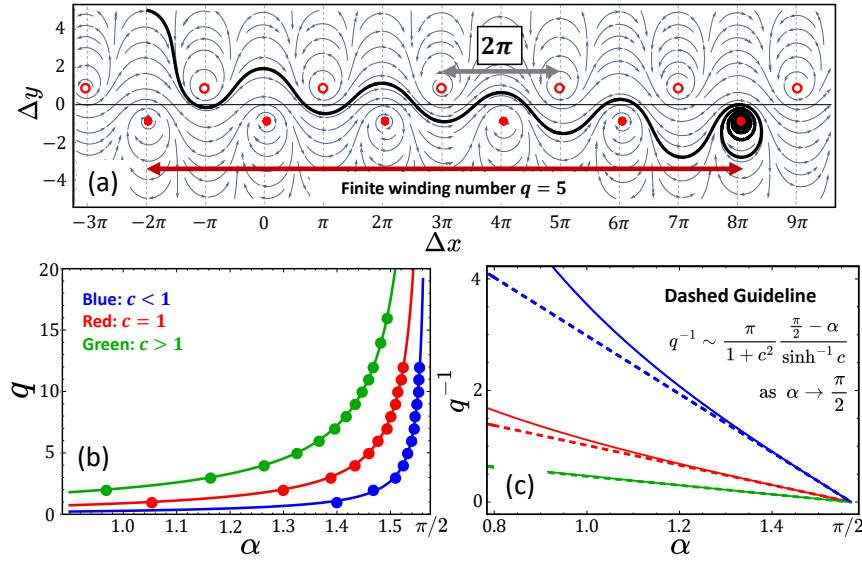 4
2
0
−2
−4
Δy
2π
(a)
Finite winding number q = 5
−3π −2π −π 0 π 2π 3π 4π 5π 6π 7π 8π 9π
Δx
20
15
10
5
0
q
Blue: c < 1
Red: c = 1
Green: c > 1
(b)
1.0 1.1 1.2 1.3 1.4 1.5 π/2
α
4
2
0
q⁻¹
Dashed Guideline
q⁻¹ ~ π/(1 + c²) (π/2 − α)/(sinh⁻¹ c)
as α → π/2
(c)
0.8 1.0 1.2 1.4 π/2
α